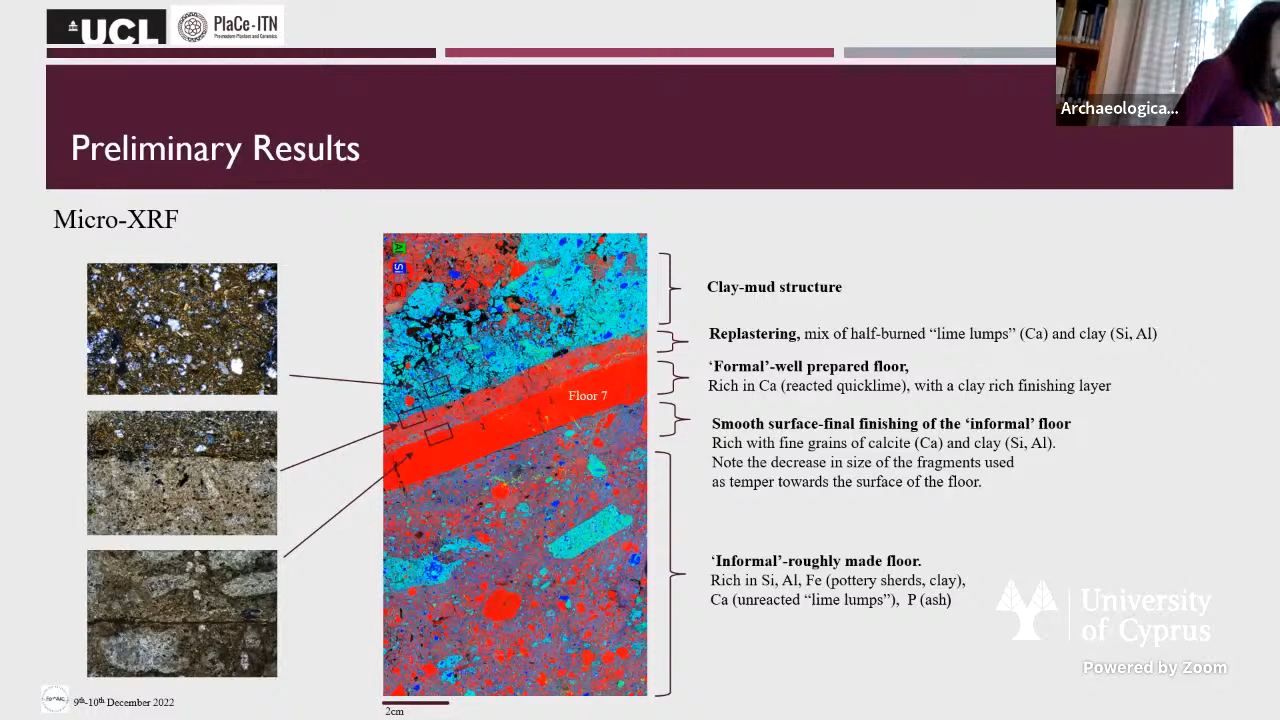 UCL
PlaCe-ITN
Premodern Plasters and Ceramics
Archaeologica...
Preliminary Results
Micro-XRF
Al
Si
Ca
Floor 7
Clay-mud structure
Replastering, mix of half-burned “lime lumps” (Ca) and clay (Si, Al)
‘Formal’-well prepared floor,
Rich in Ca (reacted quicklime), with a clay rich finishing layer
Smooth surface-final finishing of the ‘informal’ floor
Rich with fine grains of calcite (Ca) and clay (Si, Al).
Note the decrease in size of the fragments used
as temper towards the surface of the floor.
‘Informal’-roughly made floor.
Rich in Si, Al, Fe (pottery sherds, clay),
Ca (unreacted “lime lumps”), P (ash)
University
of Cyprus
Powered by Zoom
9th-10th December 2022
2cm